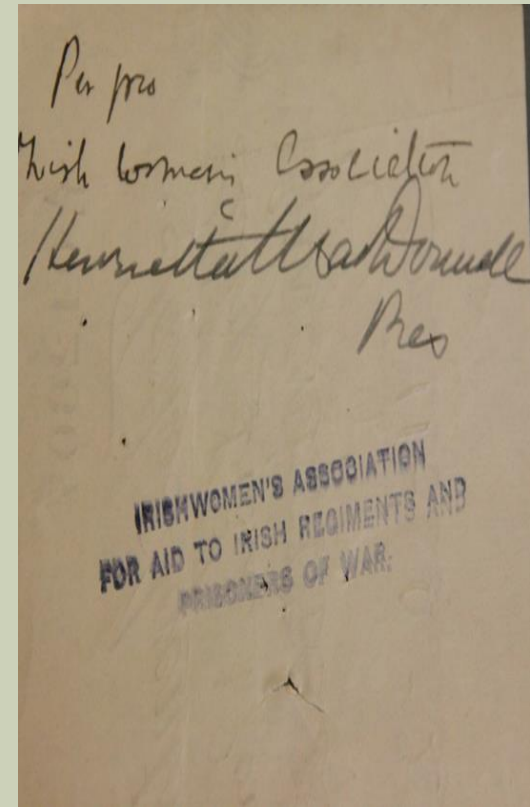 Per pro
Irish Women's Association
Henrietta MacDonnell
Pres
IRISHWOMEN'S ASSOCIATION
FOR AID TO IRISH REGIMENTS AND
PRISONERS OF WAR.